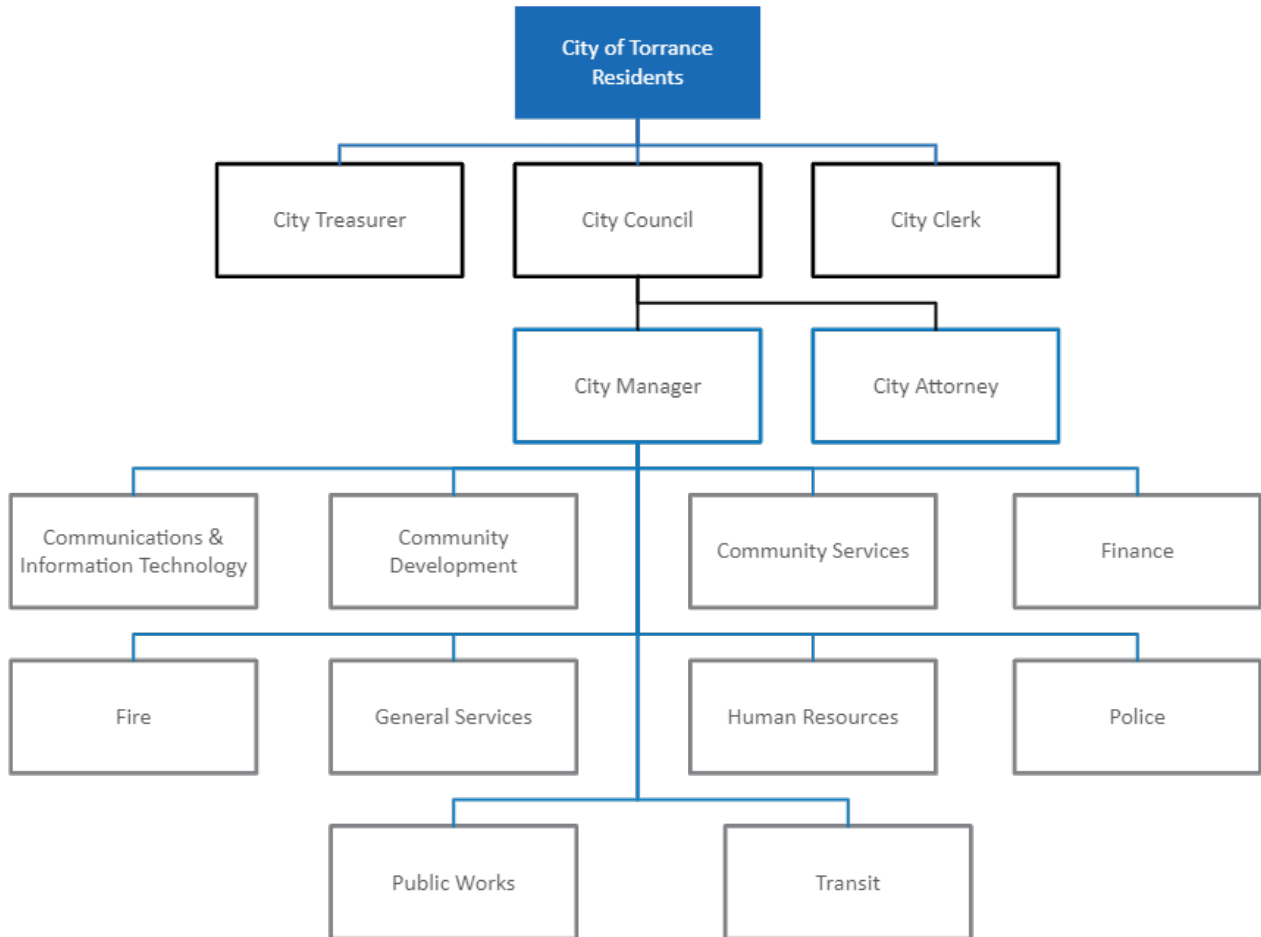 City of Torrance
Residents
City Treasurer
City Council
City Clerk
City Manager
City Attorney
Communications &
Information Technology
Community
Development
Community Services
Finance
Fire
General Services
Human Resources
Police
Public Works
Transit